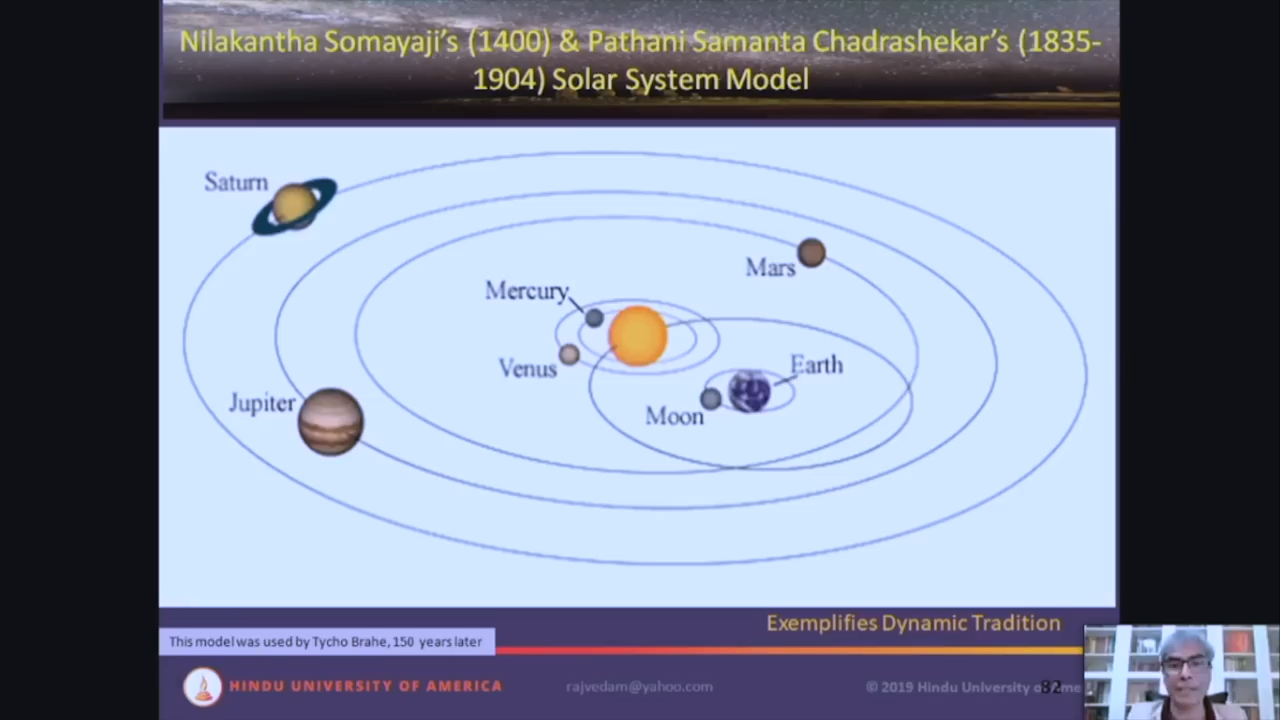 Nilakantha Somayaji's (1400) & Pathani Samanta Chadrashekar's (1835-
1904) Solar System Model
Saturn
Mars
Mercury
Venus
Earth
Jupiter
Moon
Exemplifies Dynamic Tradition
This model was used by Tycho Brahe, 150 years later
HINDU UNIVERSITY OF AMERICA
rajvedam@yahoo.com
© 2019 Hindu University
82